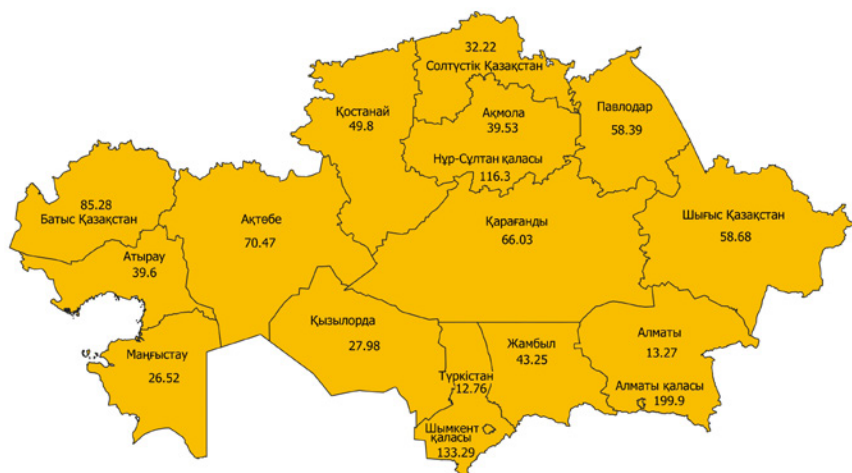 32.22
Солтүстік Қазақстан
Қостанай
49.8
Ақмола
39.53
Павлодар
58.39
Нұр-Сұлтан қаласы
116.3
85.28
Батыс Қазақстан
Ақтөбе
70.47
Қарағанды
66.03
Шығыс Қазақстан
58.68
Атырау
39.6
Маңғыстау
26.52
Қызылорда
27.98
Түркістан
12.76
Жамбыл
43.25
Алматы
13.27
Алматы қаласы
199.9
Шымкент
қаласы
133.29